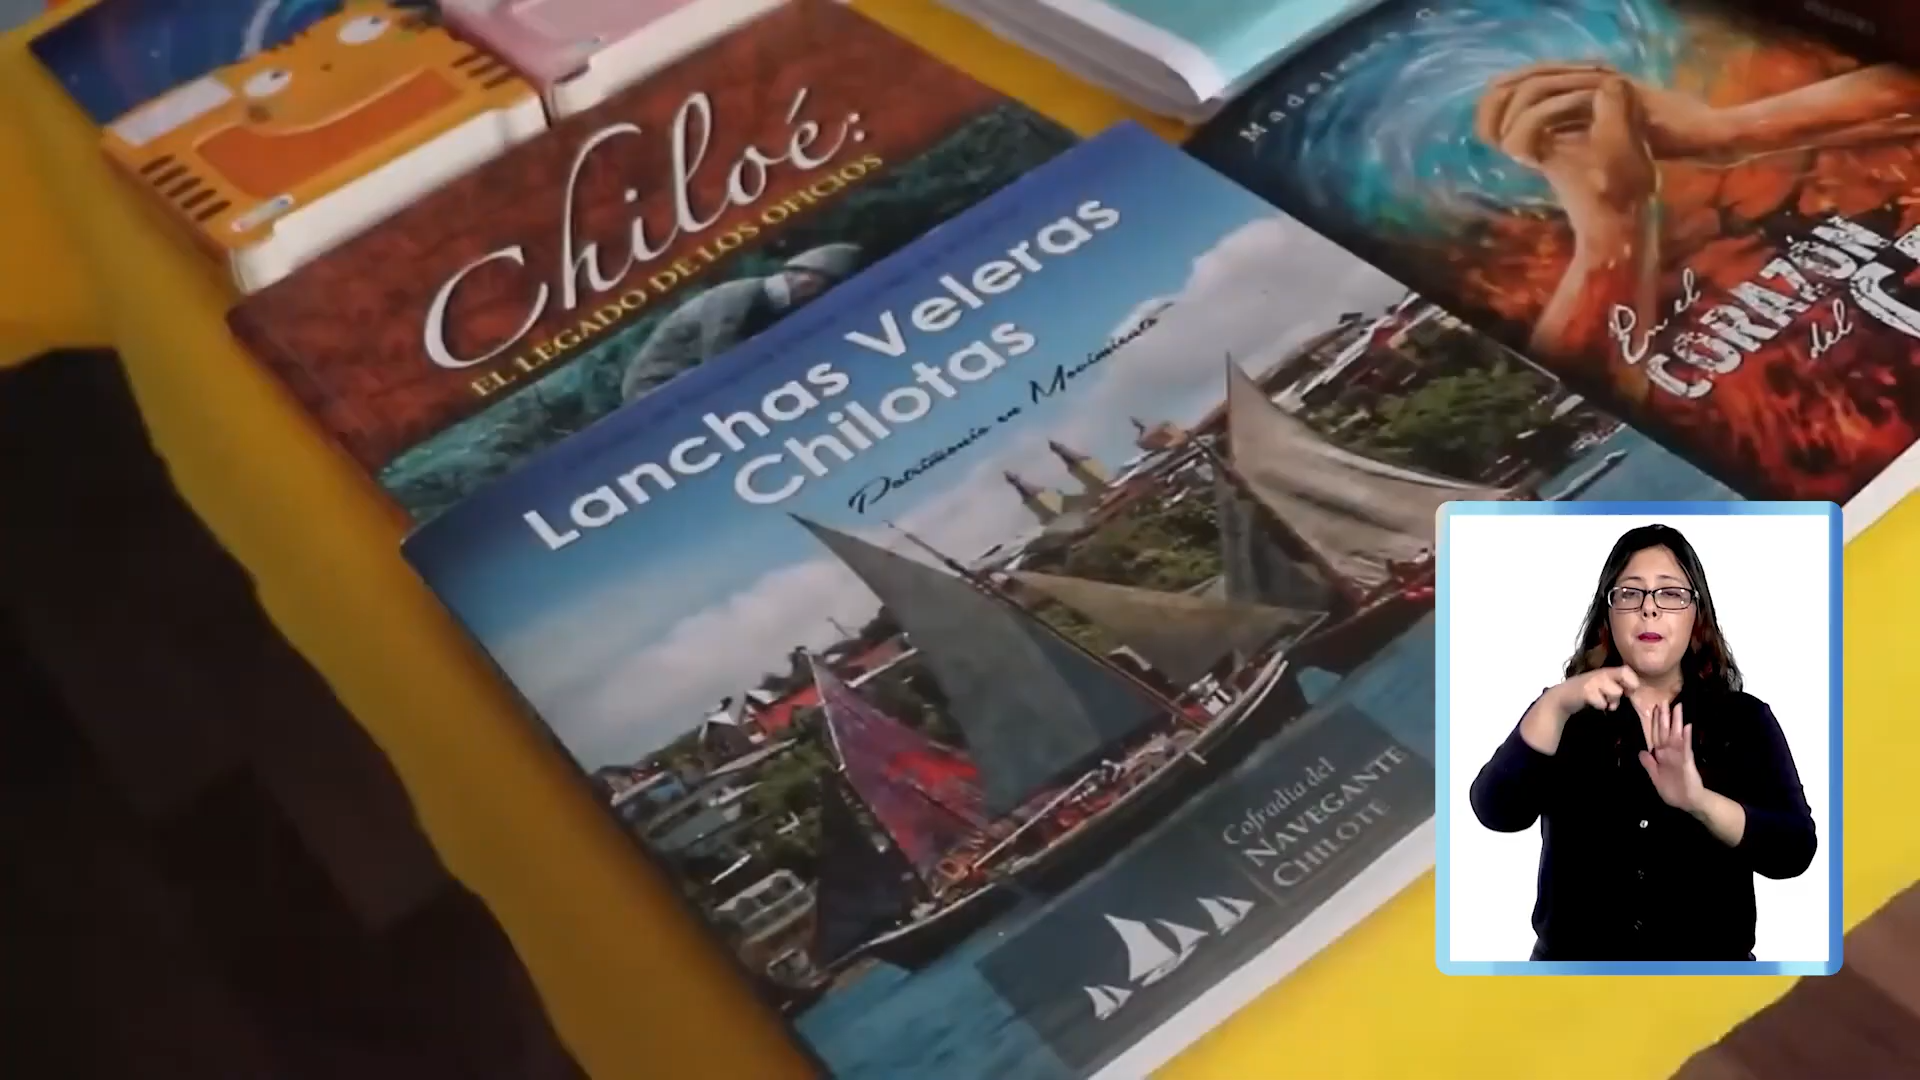 Chiloé:
EL LEGADO DE LOS OFICIOS
Lanchas Veleras
Chilotas
Patrimonio en Movimiento
Cofradía del
NAVEGANTE
CHILOTE
En el
CORAZÓN
del